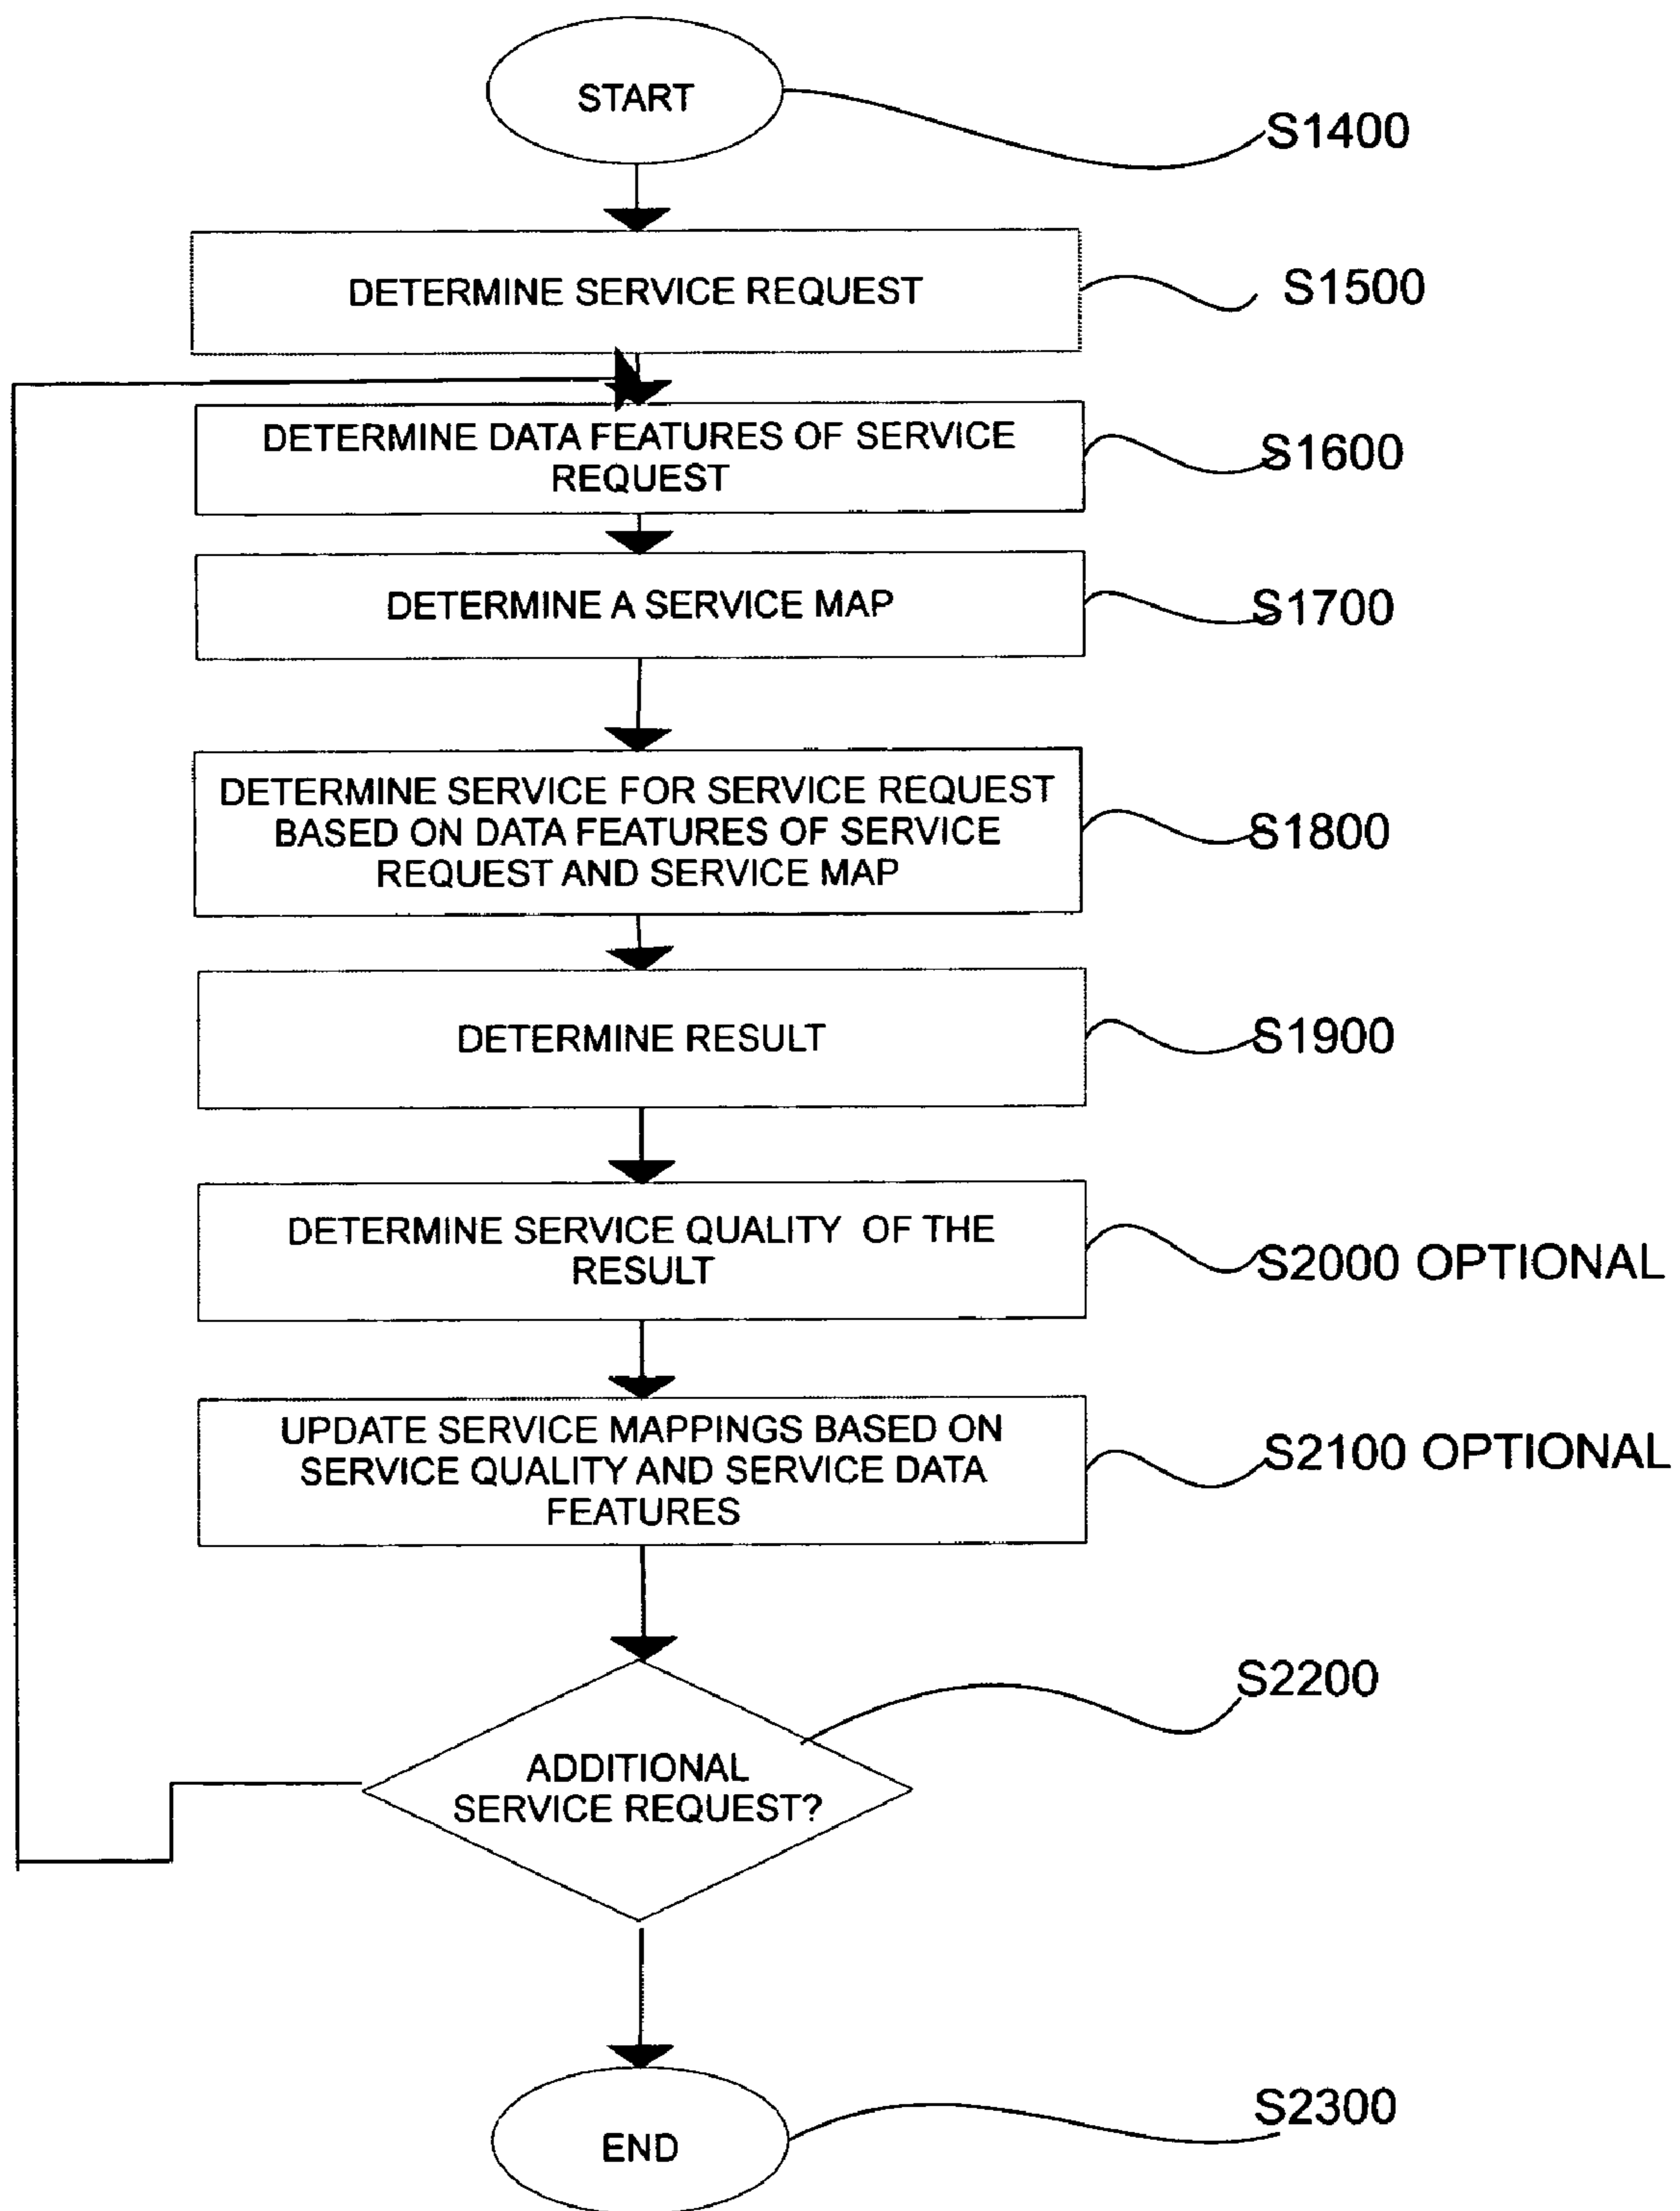 START
S1400
DETERMINE SERVICE REQUEST
S1500
DETERMINE DATA FEATURES OF SERVICE
REQUEST
S1600
DETERMINE A SERVICE MAP
S1700
DETERMINE SERVICE FOR SERVICE REQUEST
BASED ON DATA FEATURES OF SERVICE
REQUEST AND SERVICE MAP
S1800
DETERMINE RESULT
S1900
DETERMINE SERVICE QUALITY OF THE
RESULT
S2000 OPTIONAL
UPDATE SERVICE MAPPINGS BASED ON
SERVICE QUALITY AND SERVICE DATA
FEATURES
S2100 OPTIONAL
S2200
ADDITIONAL
SERVICE REQUEST?
S2300
END